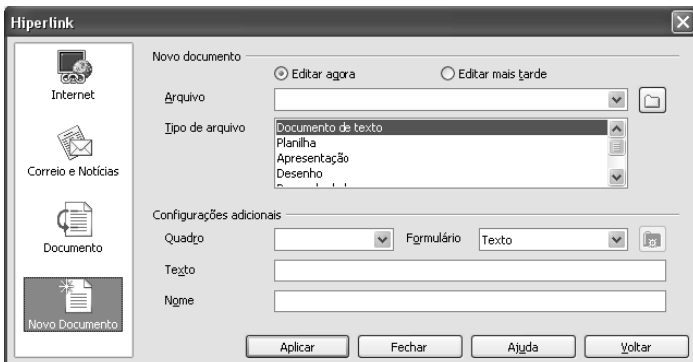 Hiperlink
Internet
Correio e Notícias
Documento
Novo Documento
Novo documento
Editar agora
Editar mais tarde
Arquivo
Tipo de arquivo
Documento de texto
Planilha
Apresentação
Desenho
Configurações adicionais
Quadro
Formulário
Texto
Texto
Nome
Aplicar
Fechar
Ajuda
Voltar